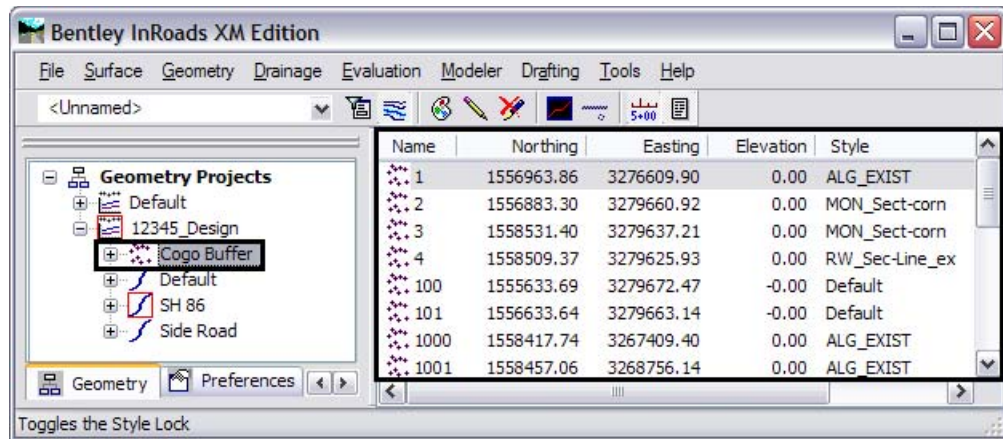 Bentley InRoads XM Edition
File Surface Geometry Drainage Evaluation Modeler Drafting Tools Help
<Unnamed>
5+00
Geometry Projects
Default
12345_Design
Cogo Buffer
Default
SH 86
Side Road
Geometry Preferences
Name Northing Easting Elevation Style
1 1556963.86 3276609.90 0.00 ALG_EXIST
2 1556883.30 3279660.92 0.00 MON_Sect-corn
3 1558531.40 3279637.21 0.00 MON_Sect-corn
4 1558509.37 3279625.93 0.00 RW_Sec-Line_ex
100 1555633.69 3279672.47 -0.00 Default
101 1556633.64 3279663.14 -0.00 Default
1000 1558417.74 3267409.40 0.00 ALG_EXIST
1001 1558457.06 3268756.14 0.00 ALG_EXIST
Toggles the Style Lock